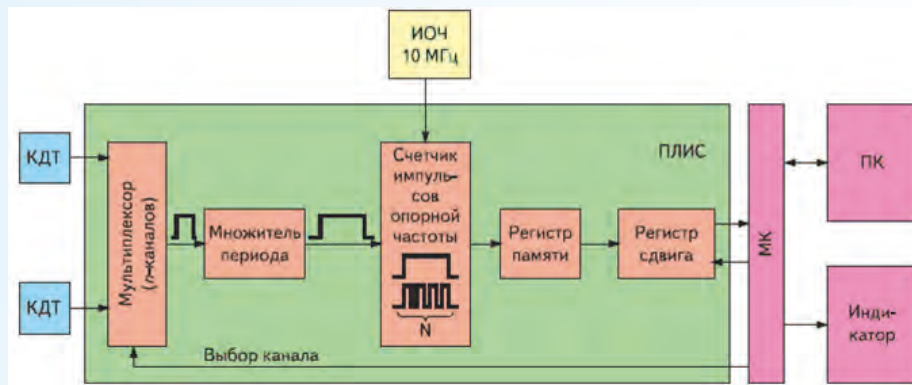 ИОЧ
10 МГц
ПЛИС
КДТ
КДТ
Мультиплексор
(n-каналов)
Множитель
периода
Счетчик
импуль-
сов
опорной
частоты
N
Регистр
памяти
Регистр
сдвига
Выбор канала
МК
ПК
Инди-
катор